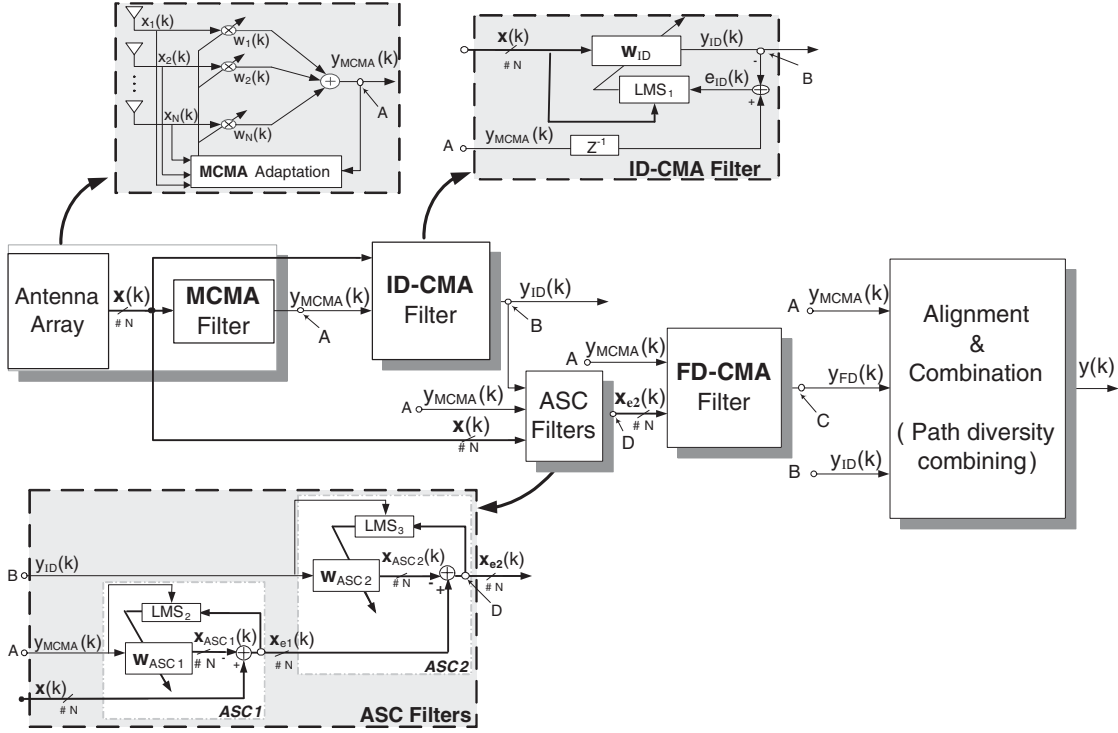 x₁(k)
w₁(k)
x₂(k)
w₂(k)
⋮
xN(k)
wN(k)
yMCMA(k)
A
MCMA Adaptation
x(k)
# N
wID
yID(k)
-
B
LMS₁
eID(k)
+
A
yMCMA(k)
Z⁻¹
ID-CMA Filter
Antenna
Array
x(k)
# N
MCMA
Filter
yMCMA(k)
A
ID-CMA
Filter
yID(k)
B
A
yMCMA(k)
x(k)
# N
ASC
Filters
A
yMCMA(k)
xe2(k)
# N
D
FD-CMA
Filter
A
yMCMA(k)
yFD(k)
C
B
yID(k)
Alignment
&
Combination
( Path diversity
combining)
y(k)
B
yID(k)
LMS₃
wASC2
xASC2(k)
# N
-
+
xe2(k)
# N
D
ASC2
A
yMCMA(k)
LMS₂
wASC1
xASC1(k)
# N
-
+
xe1(k)
# N
x(k)
# N
ASC1
ASC Filters